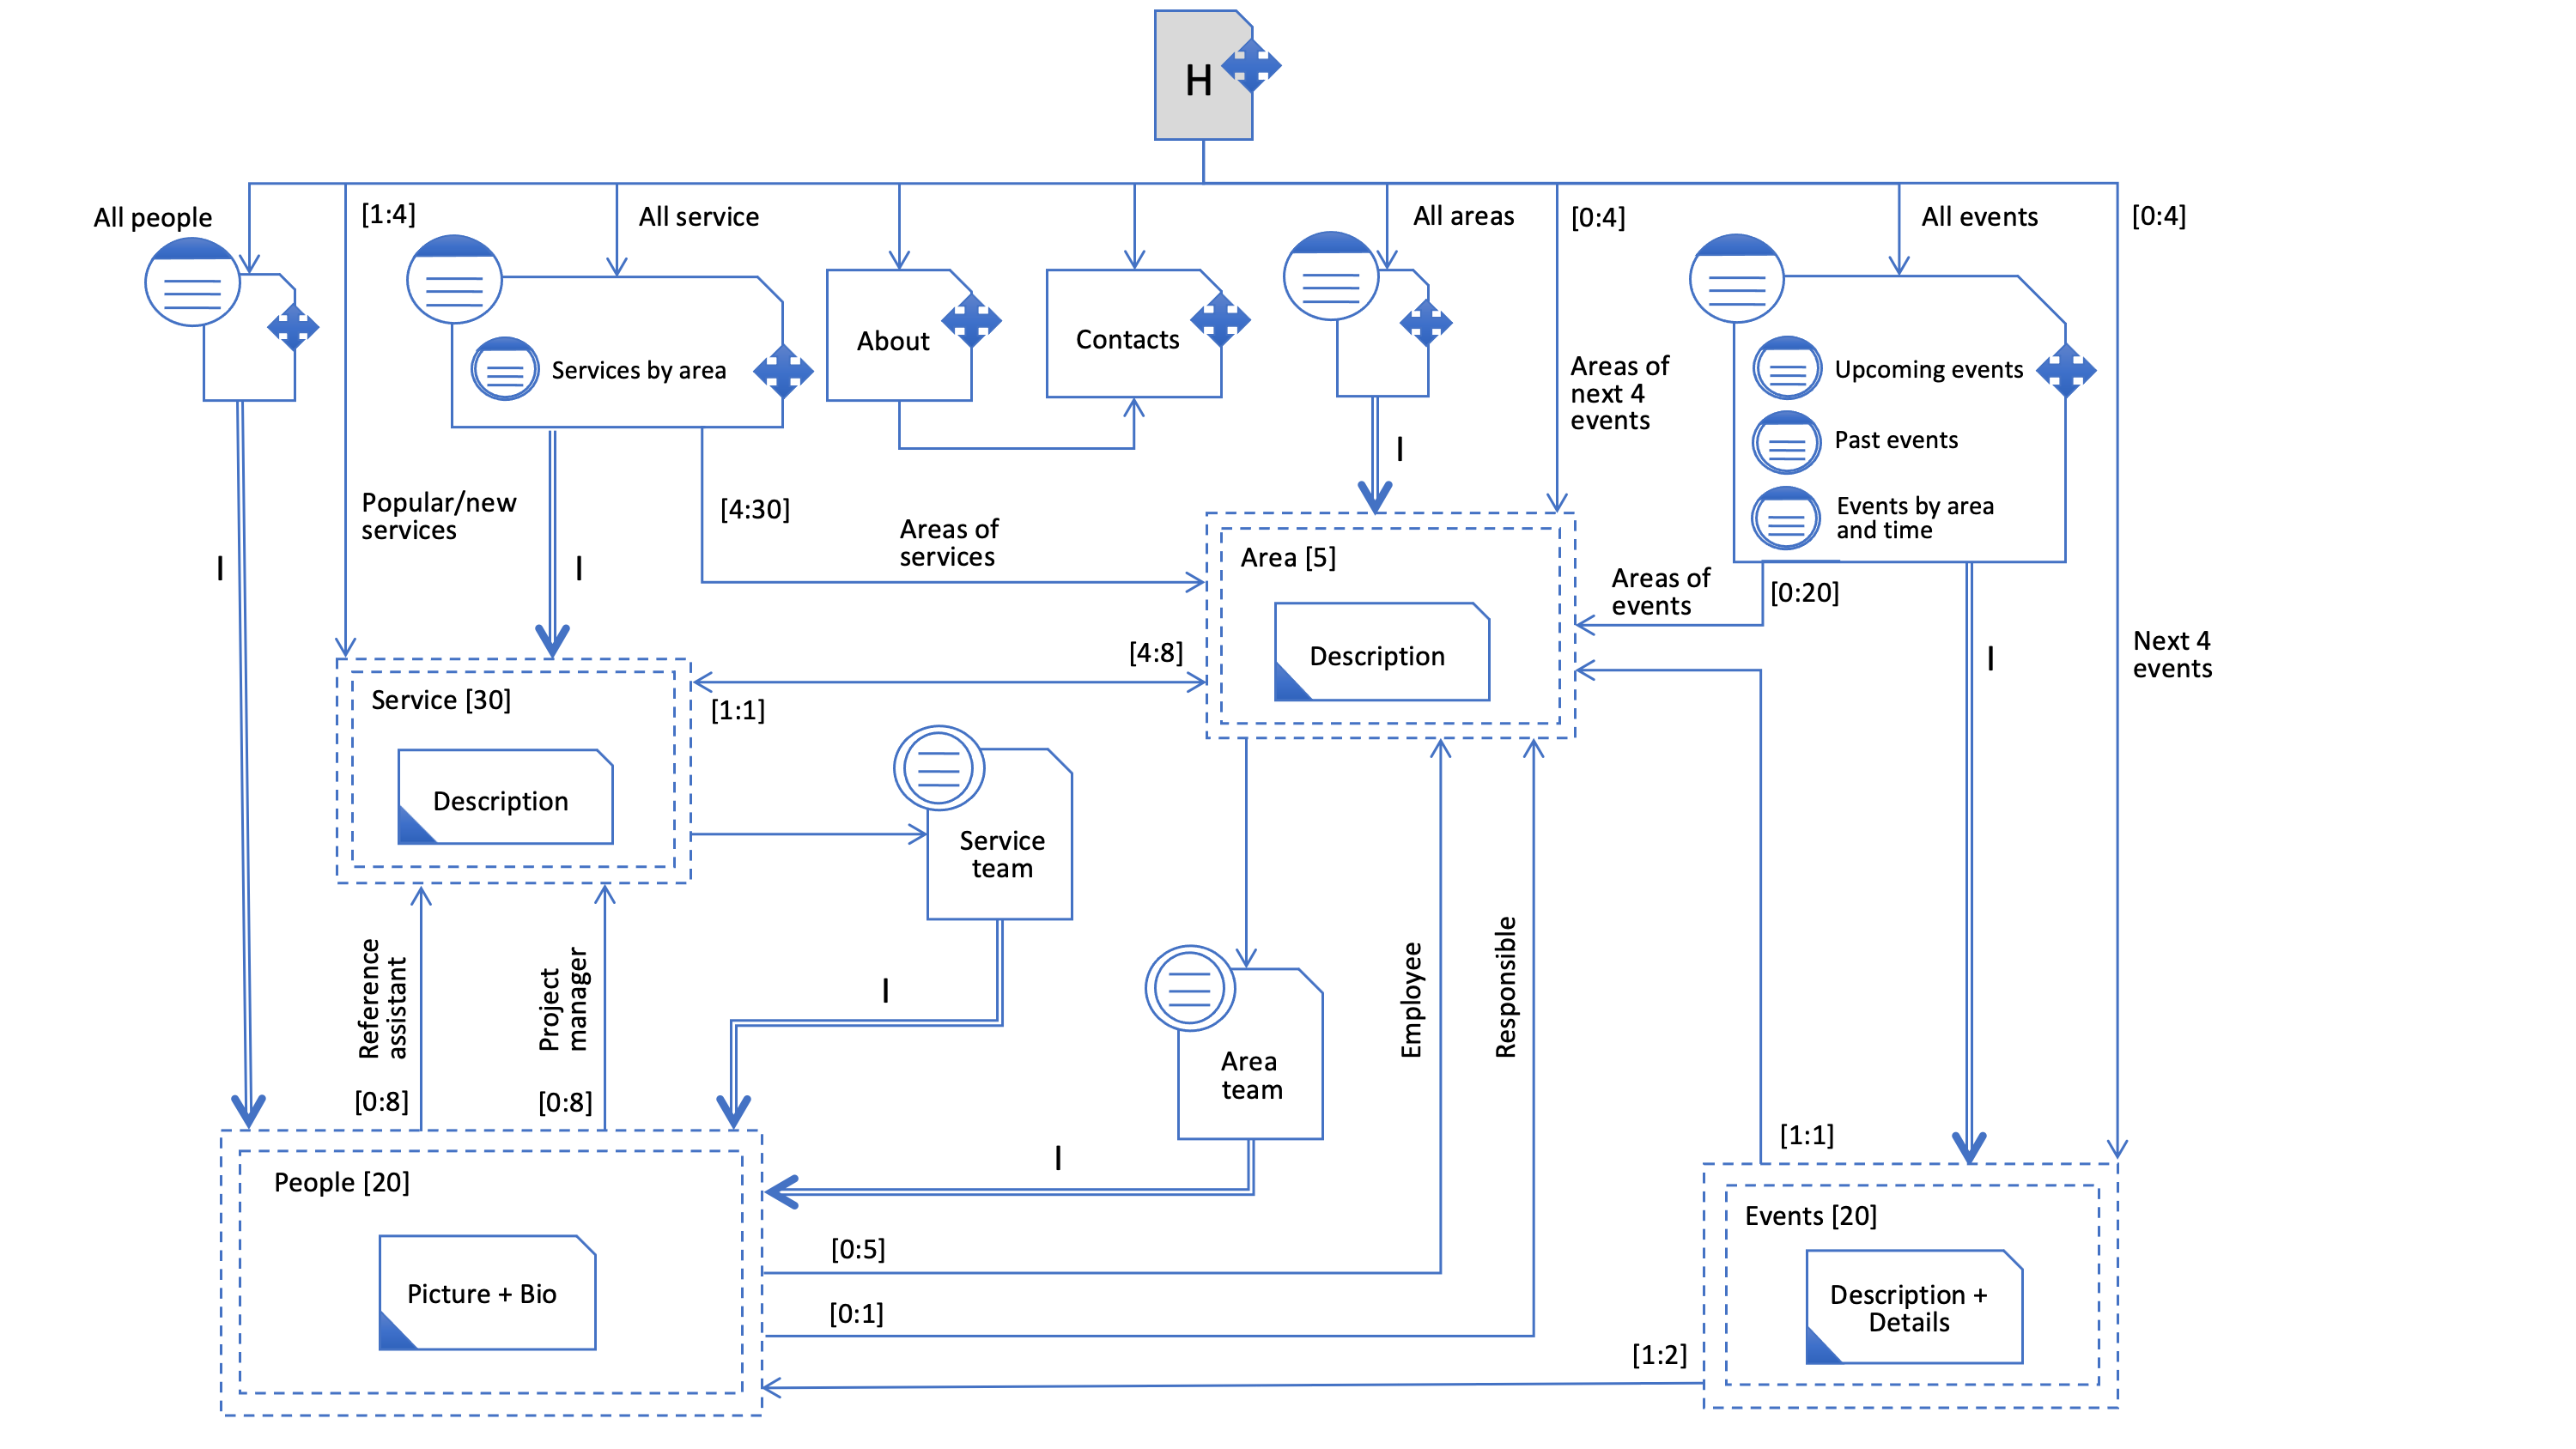 H
All people
[1:4]
All service
All areas
[0:4]
All events
[0:4]
Services by area
About
Contacts
Areas of
next 4
events
Upcoming events
Past events
Events by area
and time
I
Popular/new
services
[4:30]
Areas of
services
I
I
Area [5]
Description
Areas of
events
[0:20]
I
Next 4
events
[4:8]
[1:1]
Service [30]
Description
Service
team
Reference
assistant
Project
manager
I
Employee
Responsible
Area
team
[0:8]
[0:8]
I
[1:1]
People [20]
Picture + Bio
[0:5]
[0:1]
[1:2]
Events [20]
Description +
Details